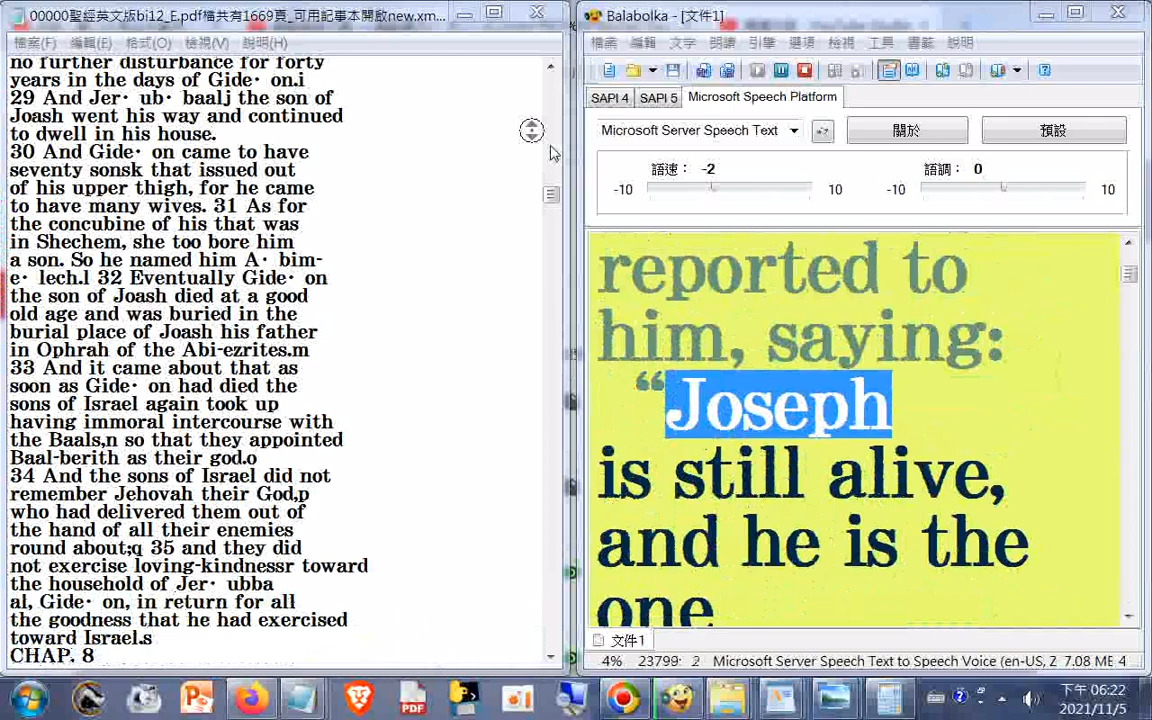 00000聖經英文版bi12_E.pdf檔共有1669頁_可用記事本開啟new.xm...
檔案(F) 編輯(E) 格式(O) 檢視(V) 說明(H)
no further disturbance for forty
years in the days of Gide· on.i
29 And Jer· ub· baalj the son of
Joash went his way and continued
to dwell in his house.
30 And Gide· on came to have
seventy sonsk that issued out
of his upper thigh, for he came
to have many wives. 31 As for
the concubine of his that was
in Shechem, she too bore him
a son. So he named him A· bim-
e· lech.l 32 Eventually Gide· on
the son of Joash died at a good
old age and was buried in the
burial place of Joash his father
in Ophrah of the Abi-ezrites.m
33 And it came about that as
soon as Gide· on had died the
sons of Israel again took up
having immoral intercourse with
the Baals,n so that they appointed
Baal-berith as their god.o
34 And the sons of Israel did not
remember Jehovah their God,p
who had delivered them out of
the hand of all their enemies
round about;q 35 and they did
not exercise loving-kindnessr toward
the household of Jer· ubba
al, Gide· on, in return for all
the goodness that he had exercised
toward Israel.s
CHAP. 8
Balabolka - [文件1]
檔案 編輯 文字 朗讀 引擎 選項 檢視 工具 書籤 說明
SAPI 4 SAPI 5 Microsoft Speech Platform
Microsoft Server Speech Text 關於 預設
語速: -2 語調: 0
-10 10 -10 10
reported to
him, saying:
“Joseph
is still alive,
and he is the
one
文件1
4% 23799: 2 Microsoft Server Speech Text to Speech Voice (en-US, 2 7.08 ME 4
下午 06:22
2021/11/5